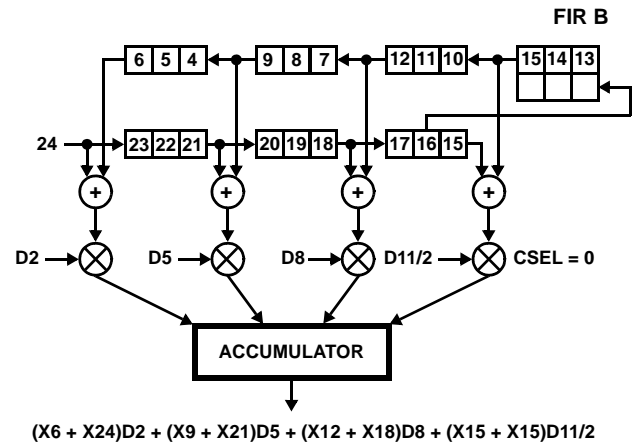 FIR B
6 5 4 9 8 7 12 11 10 15 14 13
24 23 22 21 20 19 18 17 16 15
+ + + +
D2 D5 D8 D11/2 CSEL = 0
ACCUMULATOR
(X6 + X24)D2 + (X9 + X21)D5 + (X12 + X18)D8 + (X15 + X15)D11/2